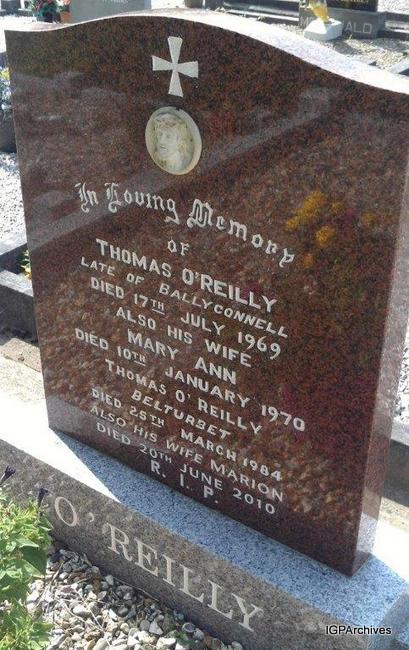 In Loving Memory
OF
THOMAS O'REILLY
LATE OF BALLYCONNELL
DIED 17TH JULY 1969
ALSO HIS WIFE
MARY ANN
DIED 10TH JANUARY 1970
THOMAS O'REILLY
BELTURBET
DIED 25TH MARCH 1984
ALSO HIS WIFE MARION
DIED 20TH JUNE 2010
R. I. P.
O'REILLY
IGPArchives